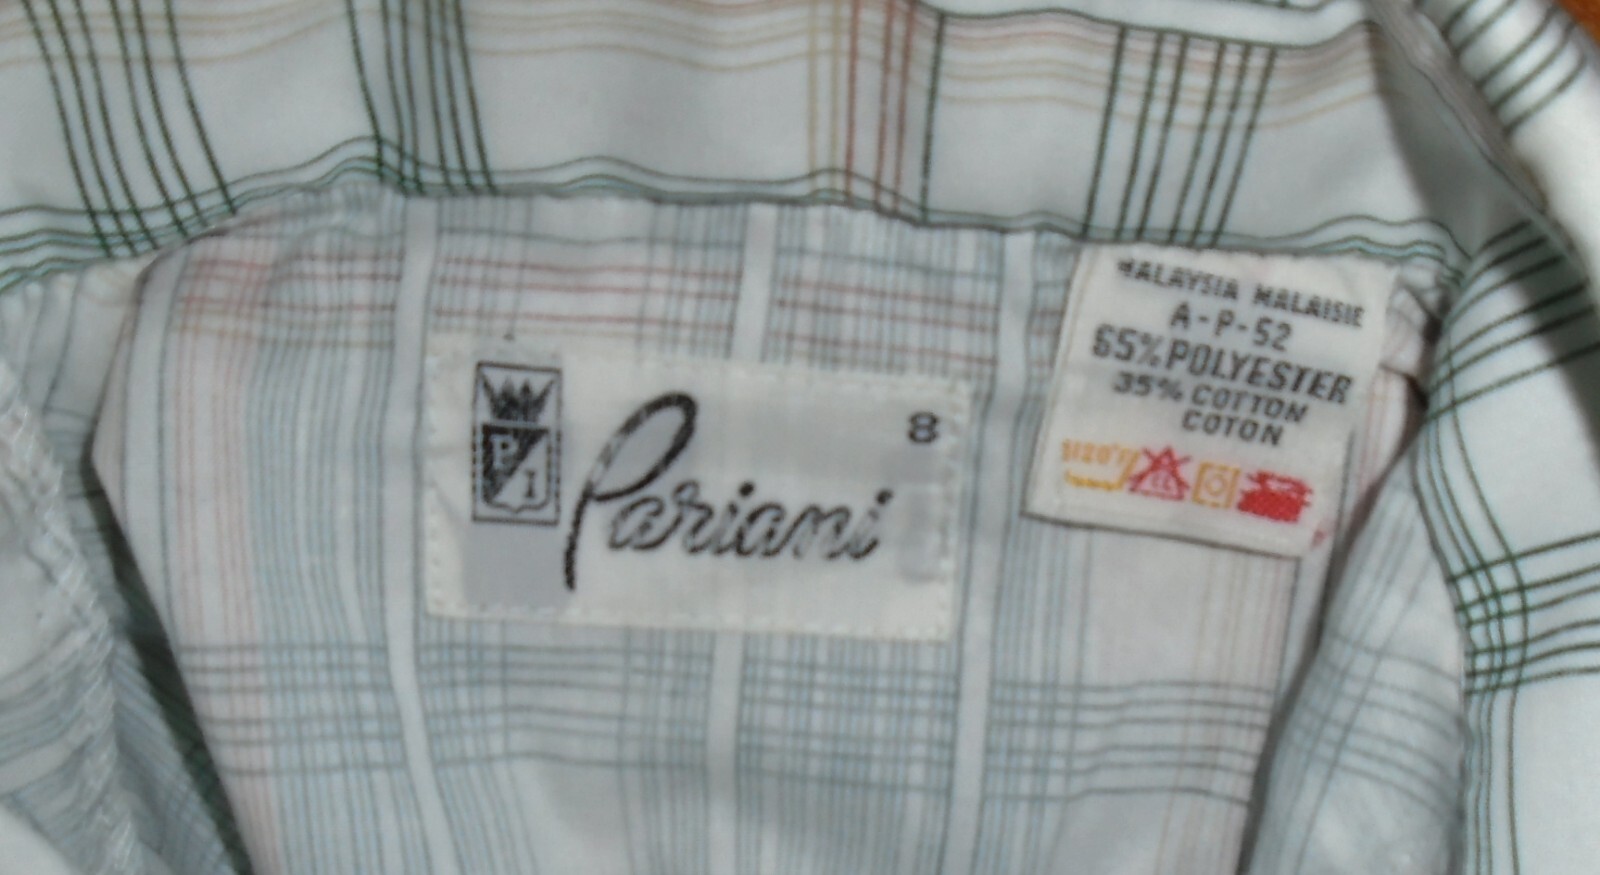 P
I
Pariani
8
MALAYSIA MALAISIE
A-P-52
65% POLYESTER
35% COTTON
COTON